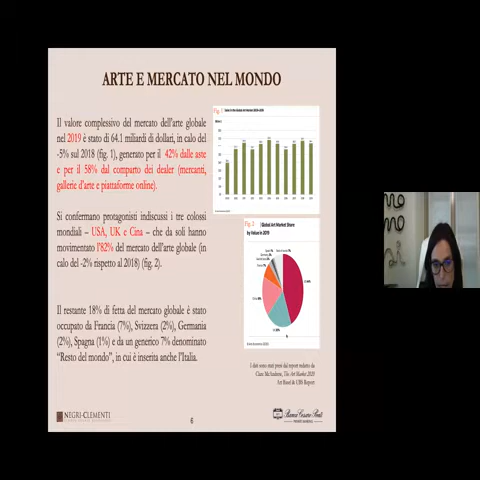 ARTE E MERCATO NEL MONDO
Il valore complessivo del mercato dell'arte globale
nel 2019 è stato di 64.1 miliardi di dollari, in calo del
-5% sul 2018 (fig. 1), generato per il 42% dalle aste
e per il 58% dal comparto dei dealer (mercanti,
gallerie d'arte e piattaforme online).
Si confermano protagonisti indiscussi i tre colossi
mondiali – USA, UK e Cina – che da soli hanno
movimentato l'82% del mercato dell'arte globale (in
calo del -2% rispetto al 2018) (fig. 2).
Il restante 18% di fetta del mercato globale è stato
occupato da Francia (7%), Svizzera (2%), Germania
(2%), Spagna (1%) e da un generico 7% denominato
"Resto del mondo", in cui è inserita anche l'Italia.
Fig. 1
Fig. 2
Global Art Market Share
by Value in 2019
I dati sono stati presi dal report redatto da
Clare McAndrew, The Art Market 2020
Art Basel & UBS Report
NEGRI-CLEMENTI
6